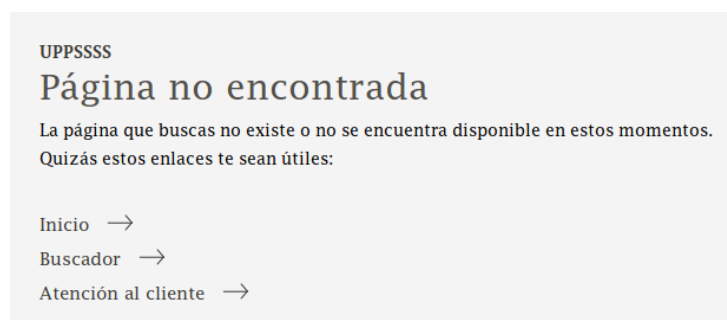 UPPSSSS
Página no encontrada
La página que buscas no existe o no se encuentra disponible en estos momentos.
Quizás estos enlaces te sean útiles:
Inicio →
Buscador →
Atención al cliente →